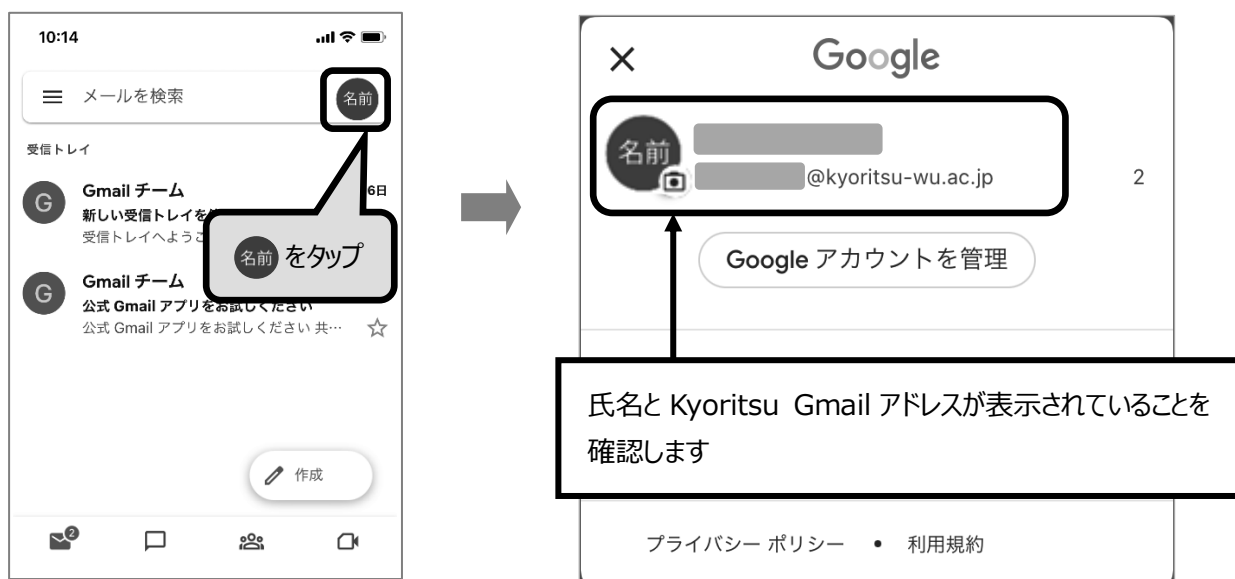 10:14
メールを検索
名前
受信トレイ
G
Gmail チーム
6日
新しい受信トレイを
受信トレイへようこ
名前 をタップ
G
Gmail チーム
公式 Gmail アプリをお試しください
公式 Gmail アプリをお試しください 共…
作成
2
Google
名前
@kyoritsu-wu.ac.jp
2
Google アカウントを管理
氏名と Kyoritsu Gmail アドレスが表示されていることを
確認します
プライバシー ポリシー • 利用規約